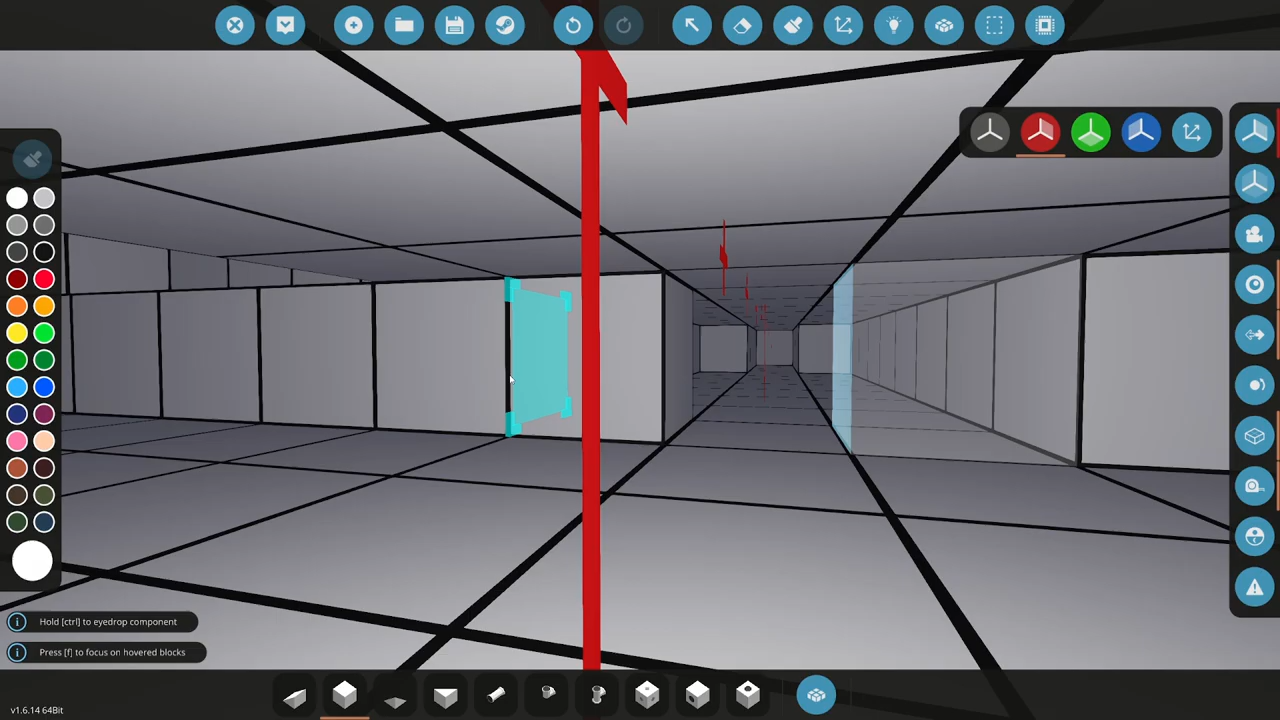 Hold [ctrl] to eyedrop component
Press [f] to focus on hovered blocks
v1.6.14 64Bit